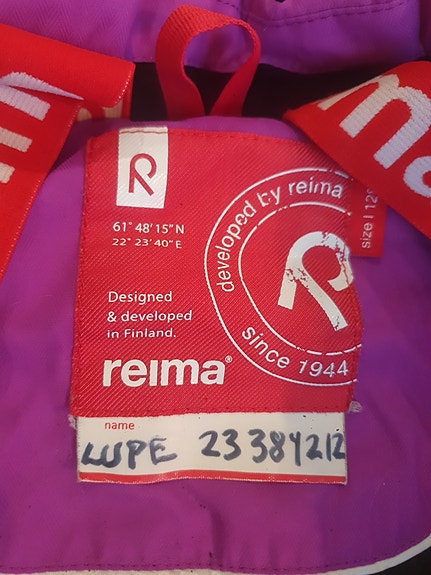 61° 48' 15" N
22° 23' 40" E
developed by reima
since 1944
size |
Designed
& developed
in Finland.
reima®
name
LUPE 23384212